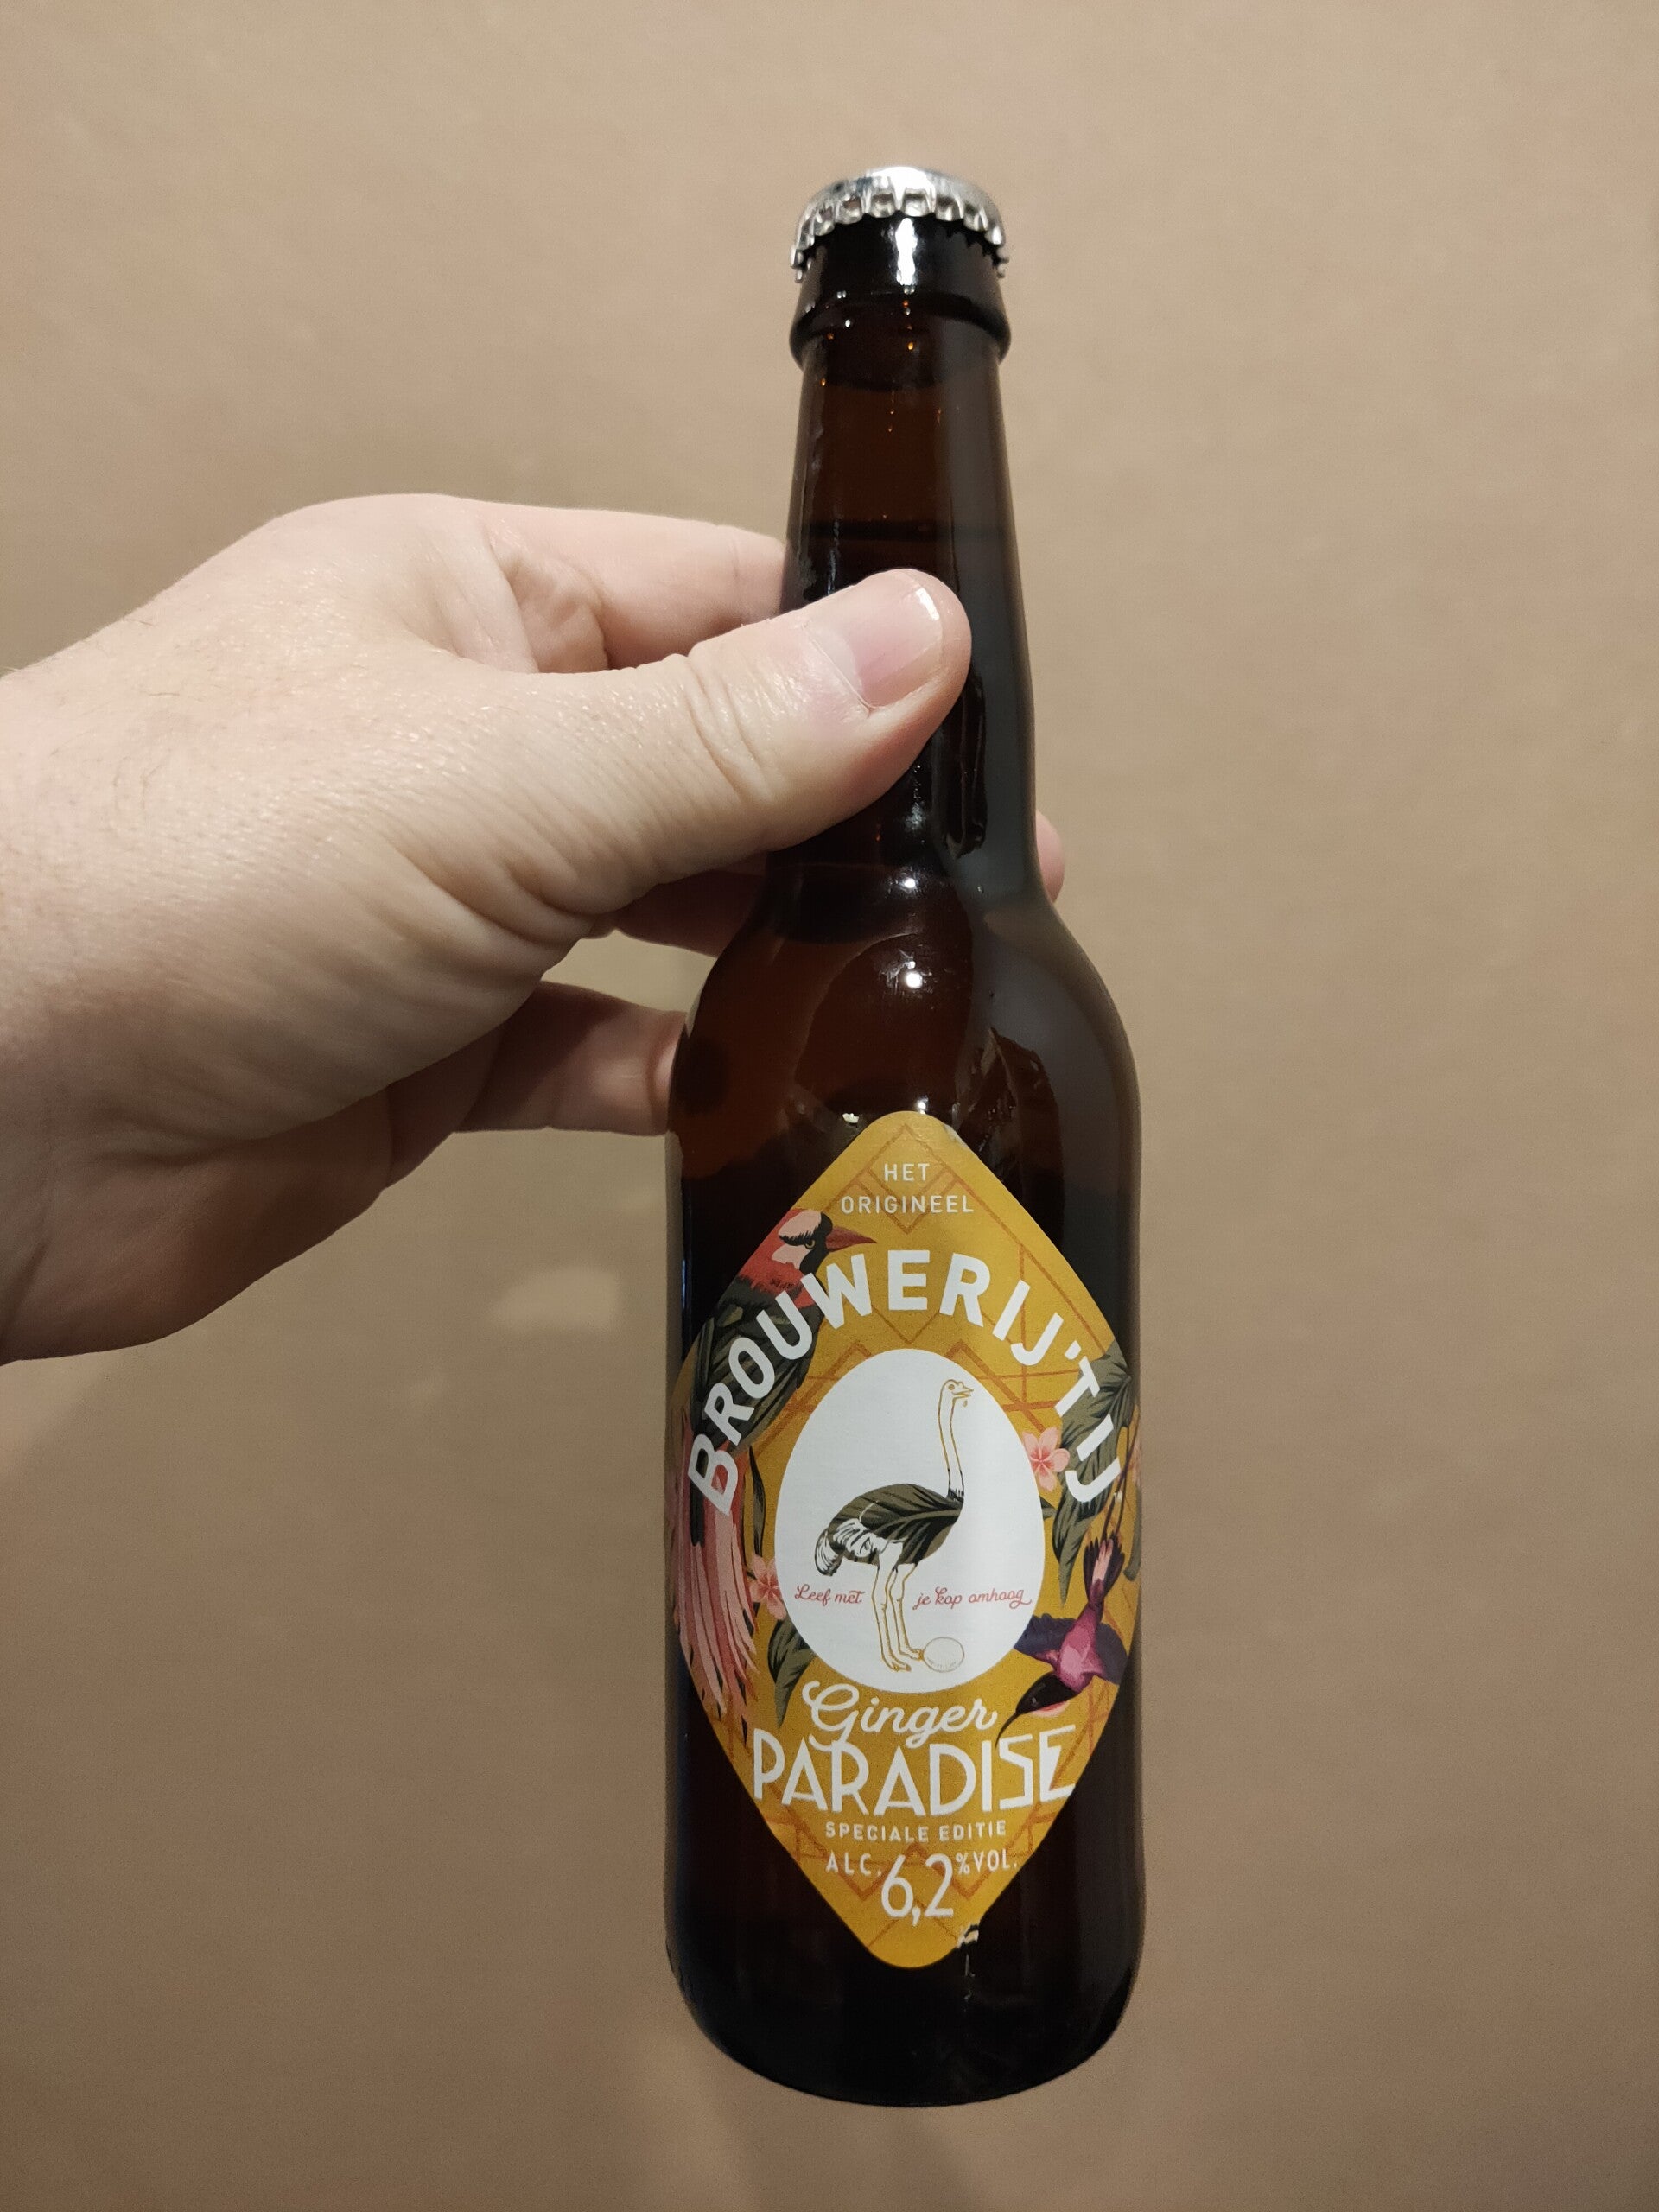 HET
ORIGINEEL
BROUWERIJ 'T IJ
Leef met je kop omhoog
Ginger
PARADISE
SPECIALE EDITIE
ALC. 6,2 % VOL.